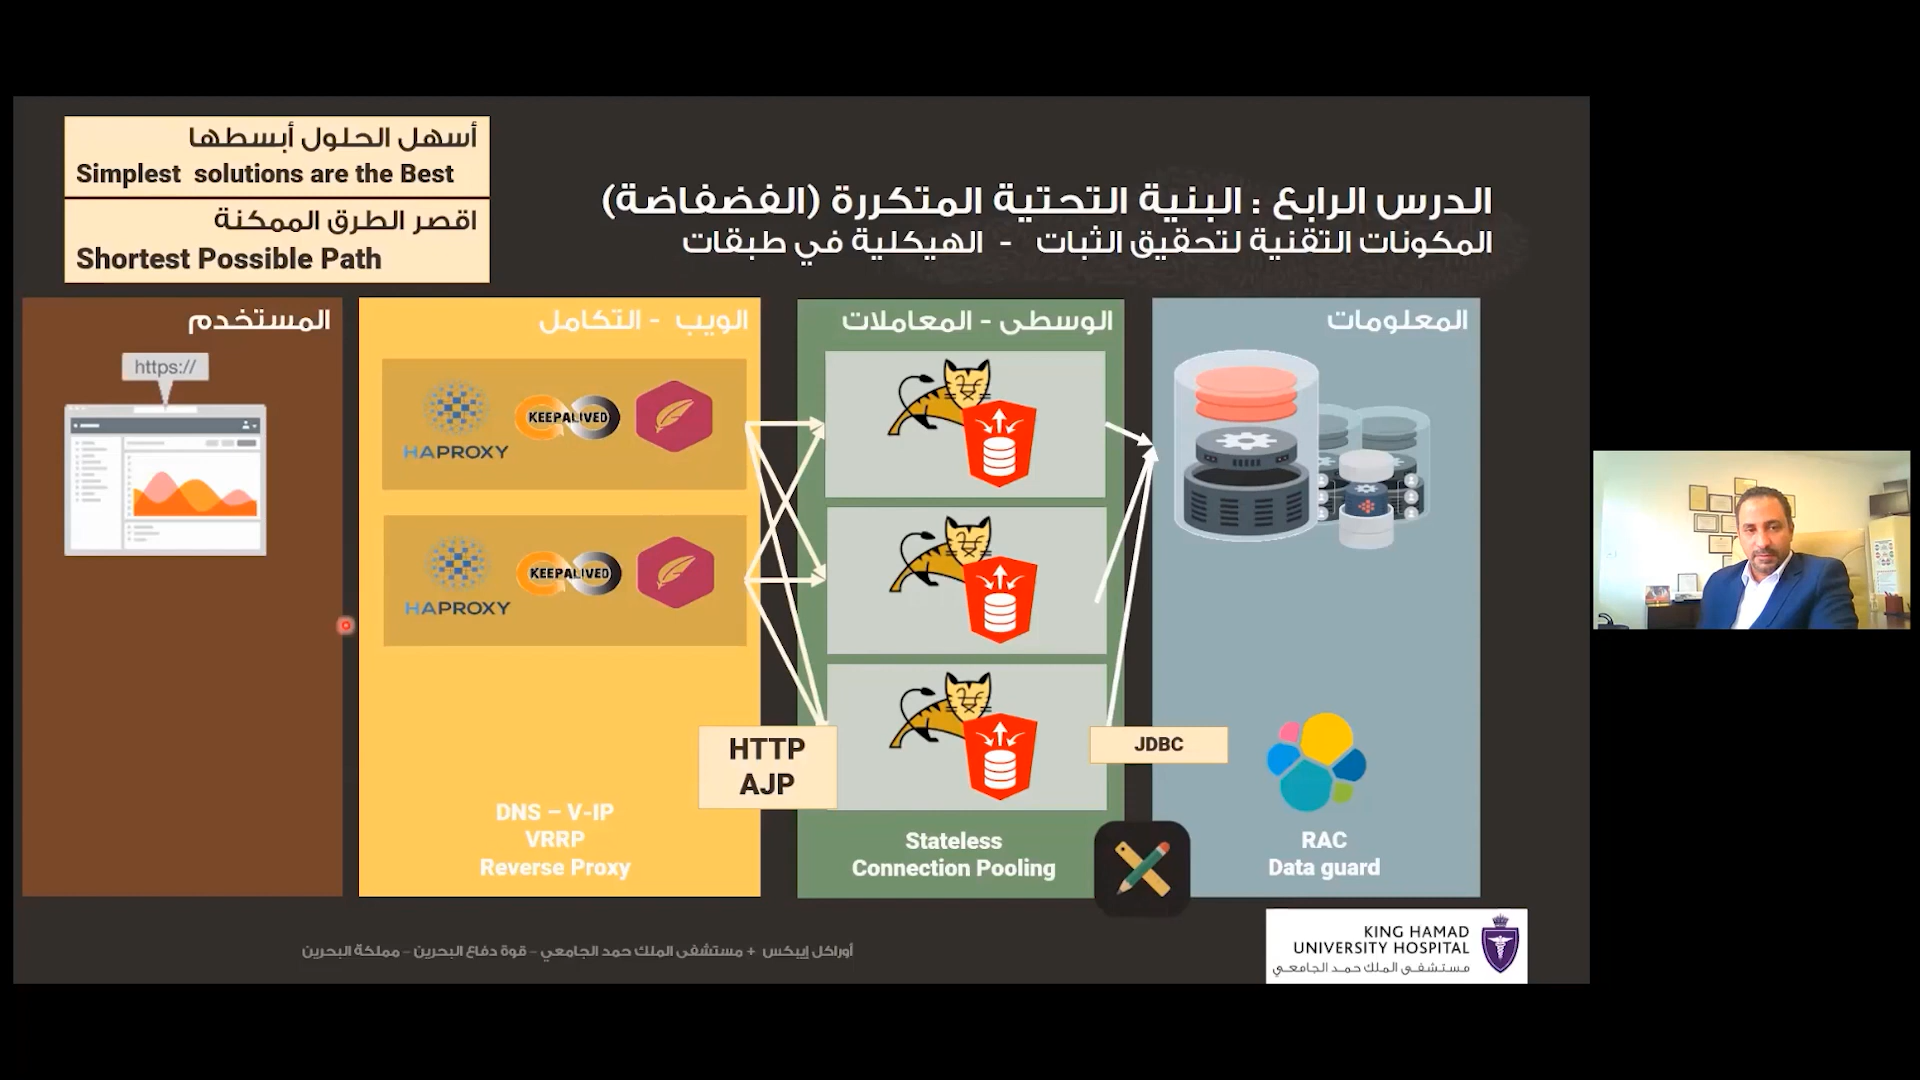 أسهل الحلول أبسطها
Simplest solutions are the Best
اقصر الطرق الممكنة
Shortest Possible Path
الدرس الرابع : البنية التحتية المتكررة (الفضفاضة)
المكونات التقنية لتحقيق الثبات - الهيكلية في طبقات
المستخدم
https://
الويب - التكامل
HAPROXY
KEEPALIVED
HAPROXY
KEEPALIVED
DNS – V-IP
VRRP
Reverse Proxy
HTTP
AJP
الوسطى - المعاملات
Stateless
Connection Pooling
JDBC
المعلومات
RAC
Data guard
أوراكل إيبكس + مستشفى الملك حمد الجامعي – قوة دفاع البحرين – مملكة البحرين
KING HAMAD
UNIVERSITY HOSPITAL
مستشفى الملك حمد الجامعي